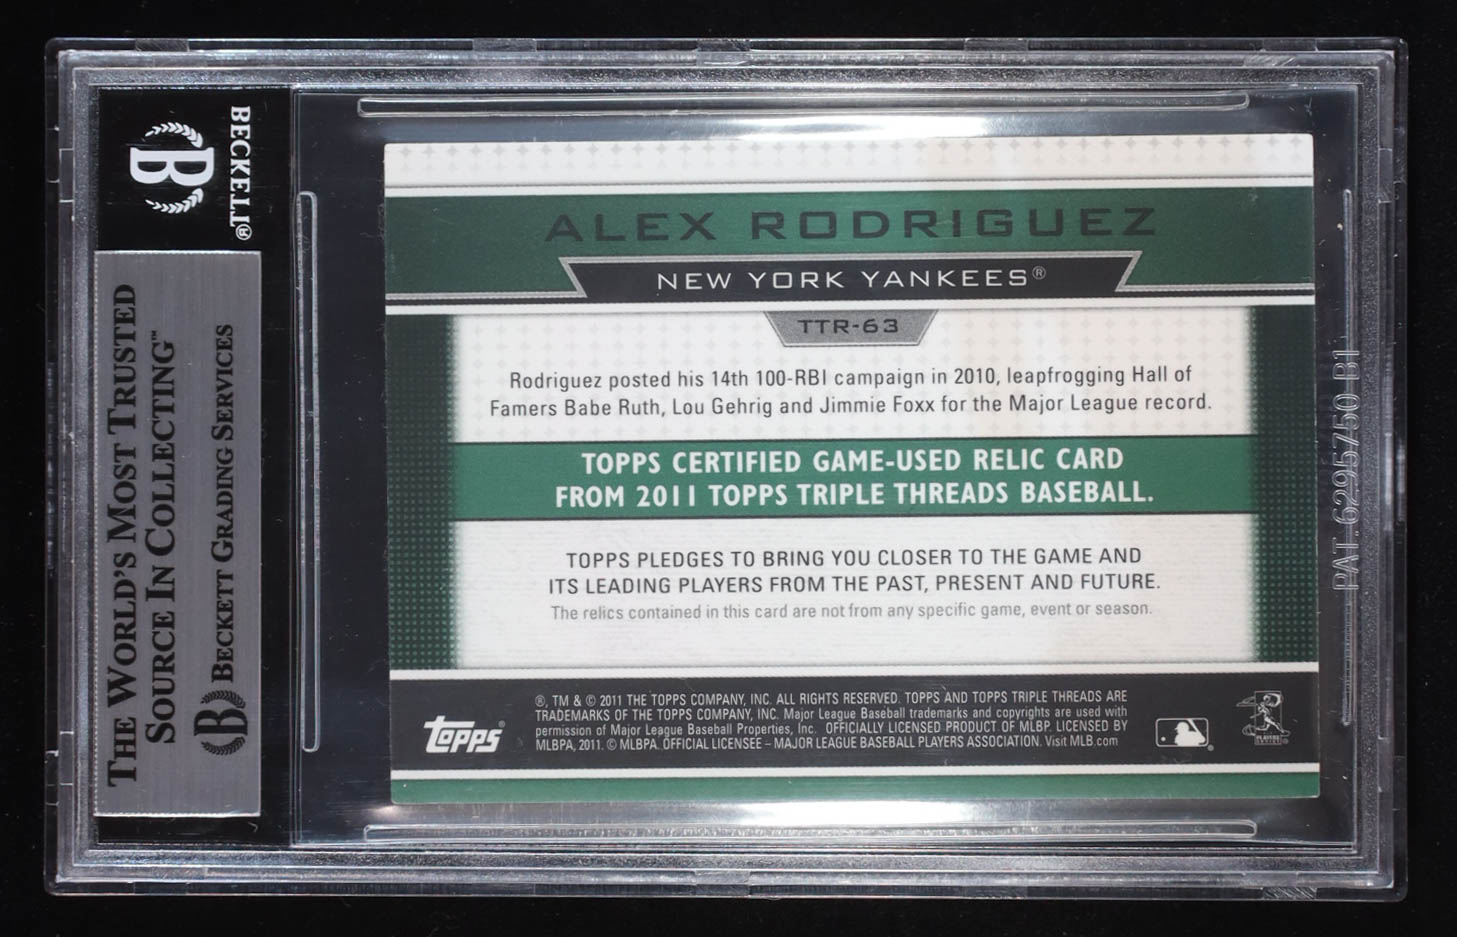 BECKETT®
THE WORLD'S MOST TRUSTED
SOURCE IN COLLECTING™
BECKETT GRADING SERVICES
ALEX RODRIGUEZ
NEW YORK YANKEES®
TTR-63
Rodriguez posted his 14th 100-RBI campaign in 2010, leapfrogging Hall of
Famers Babe Ruth, Lou Gehrig and Jimmie Foxx for the Major League record.
TOPPS CERTIFIED GAME-USED RELIC CARD
FROM 2011 TOPPS TRIPLE THREADS BASEBALL.
TOPPS PLEDGES TO BRING YOU CLOSER TO THE GAME AND
ITS LEADING PLAYERS FROM THE PAST, PRESENT AND FUTURE.
The relics contained in this card are not from any specific game, event or season.
Topps®
®, TM & © 2011 THE TOPPS COMPANY, INC. ALL RIGHTS RESERVED. TOPPS AND TOPPS TRIPLE THREADS ARE
TRADEMARKS OF THE TOPPS COMPANY, INC. Major League Baseball trademarks and copyrights are used with
permission of Major League Baseball Properties, Inc. OFFICIALLY LICENSED PRODUCT OF MLBP. LICENSED BY
MLBPA, 2011. © MLBPA. OFFICIAL LICENSEE – MAJOR LEAGUE BASEBALL PLAYERS ASSOCIATION. Visit MLB.com
PAT.6295750 B1